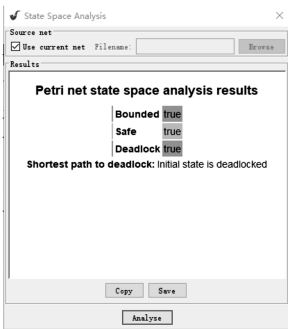 State Space Analysis
Source net
Use current net Filename: Browse
Results
Petri net state space analysis results
Bounded true
Safe true
Deadlock true
Shortest path to deadlock: Initial state is deadlocked
Copy Save
Analyse